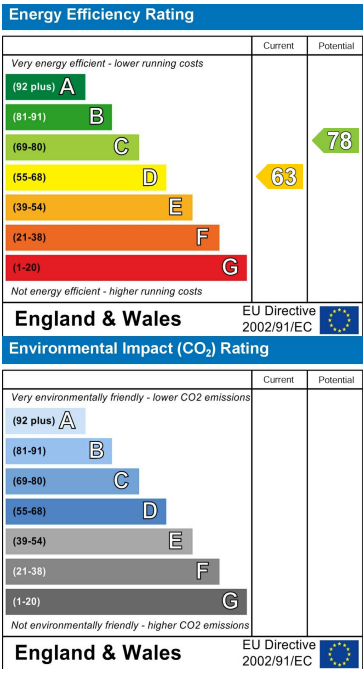 Energy Efficiency Rating
Current Potential
Very energy efficient - lower running costs
(92 plus) A
(81-91) B
(69-80) C
78
(55-68) D
63
(39-54) E
(21-38) F
(1-20) G
Not energy efficient - higher running costs
England & Wales
EU Directive
2002/91/EC
Environmental Impact (CO₂) Rating
Current Potential
Very environmentally friendly - lower CO2 emissions
(92 plus) A
(81-91) B
(69-80) C
(55-68) D
(39-54) E
(21-38) F
(1-20) G
Not environmentally friendly - higher CO2 emissions
England & Wales
EU Directive
2002/91/EC